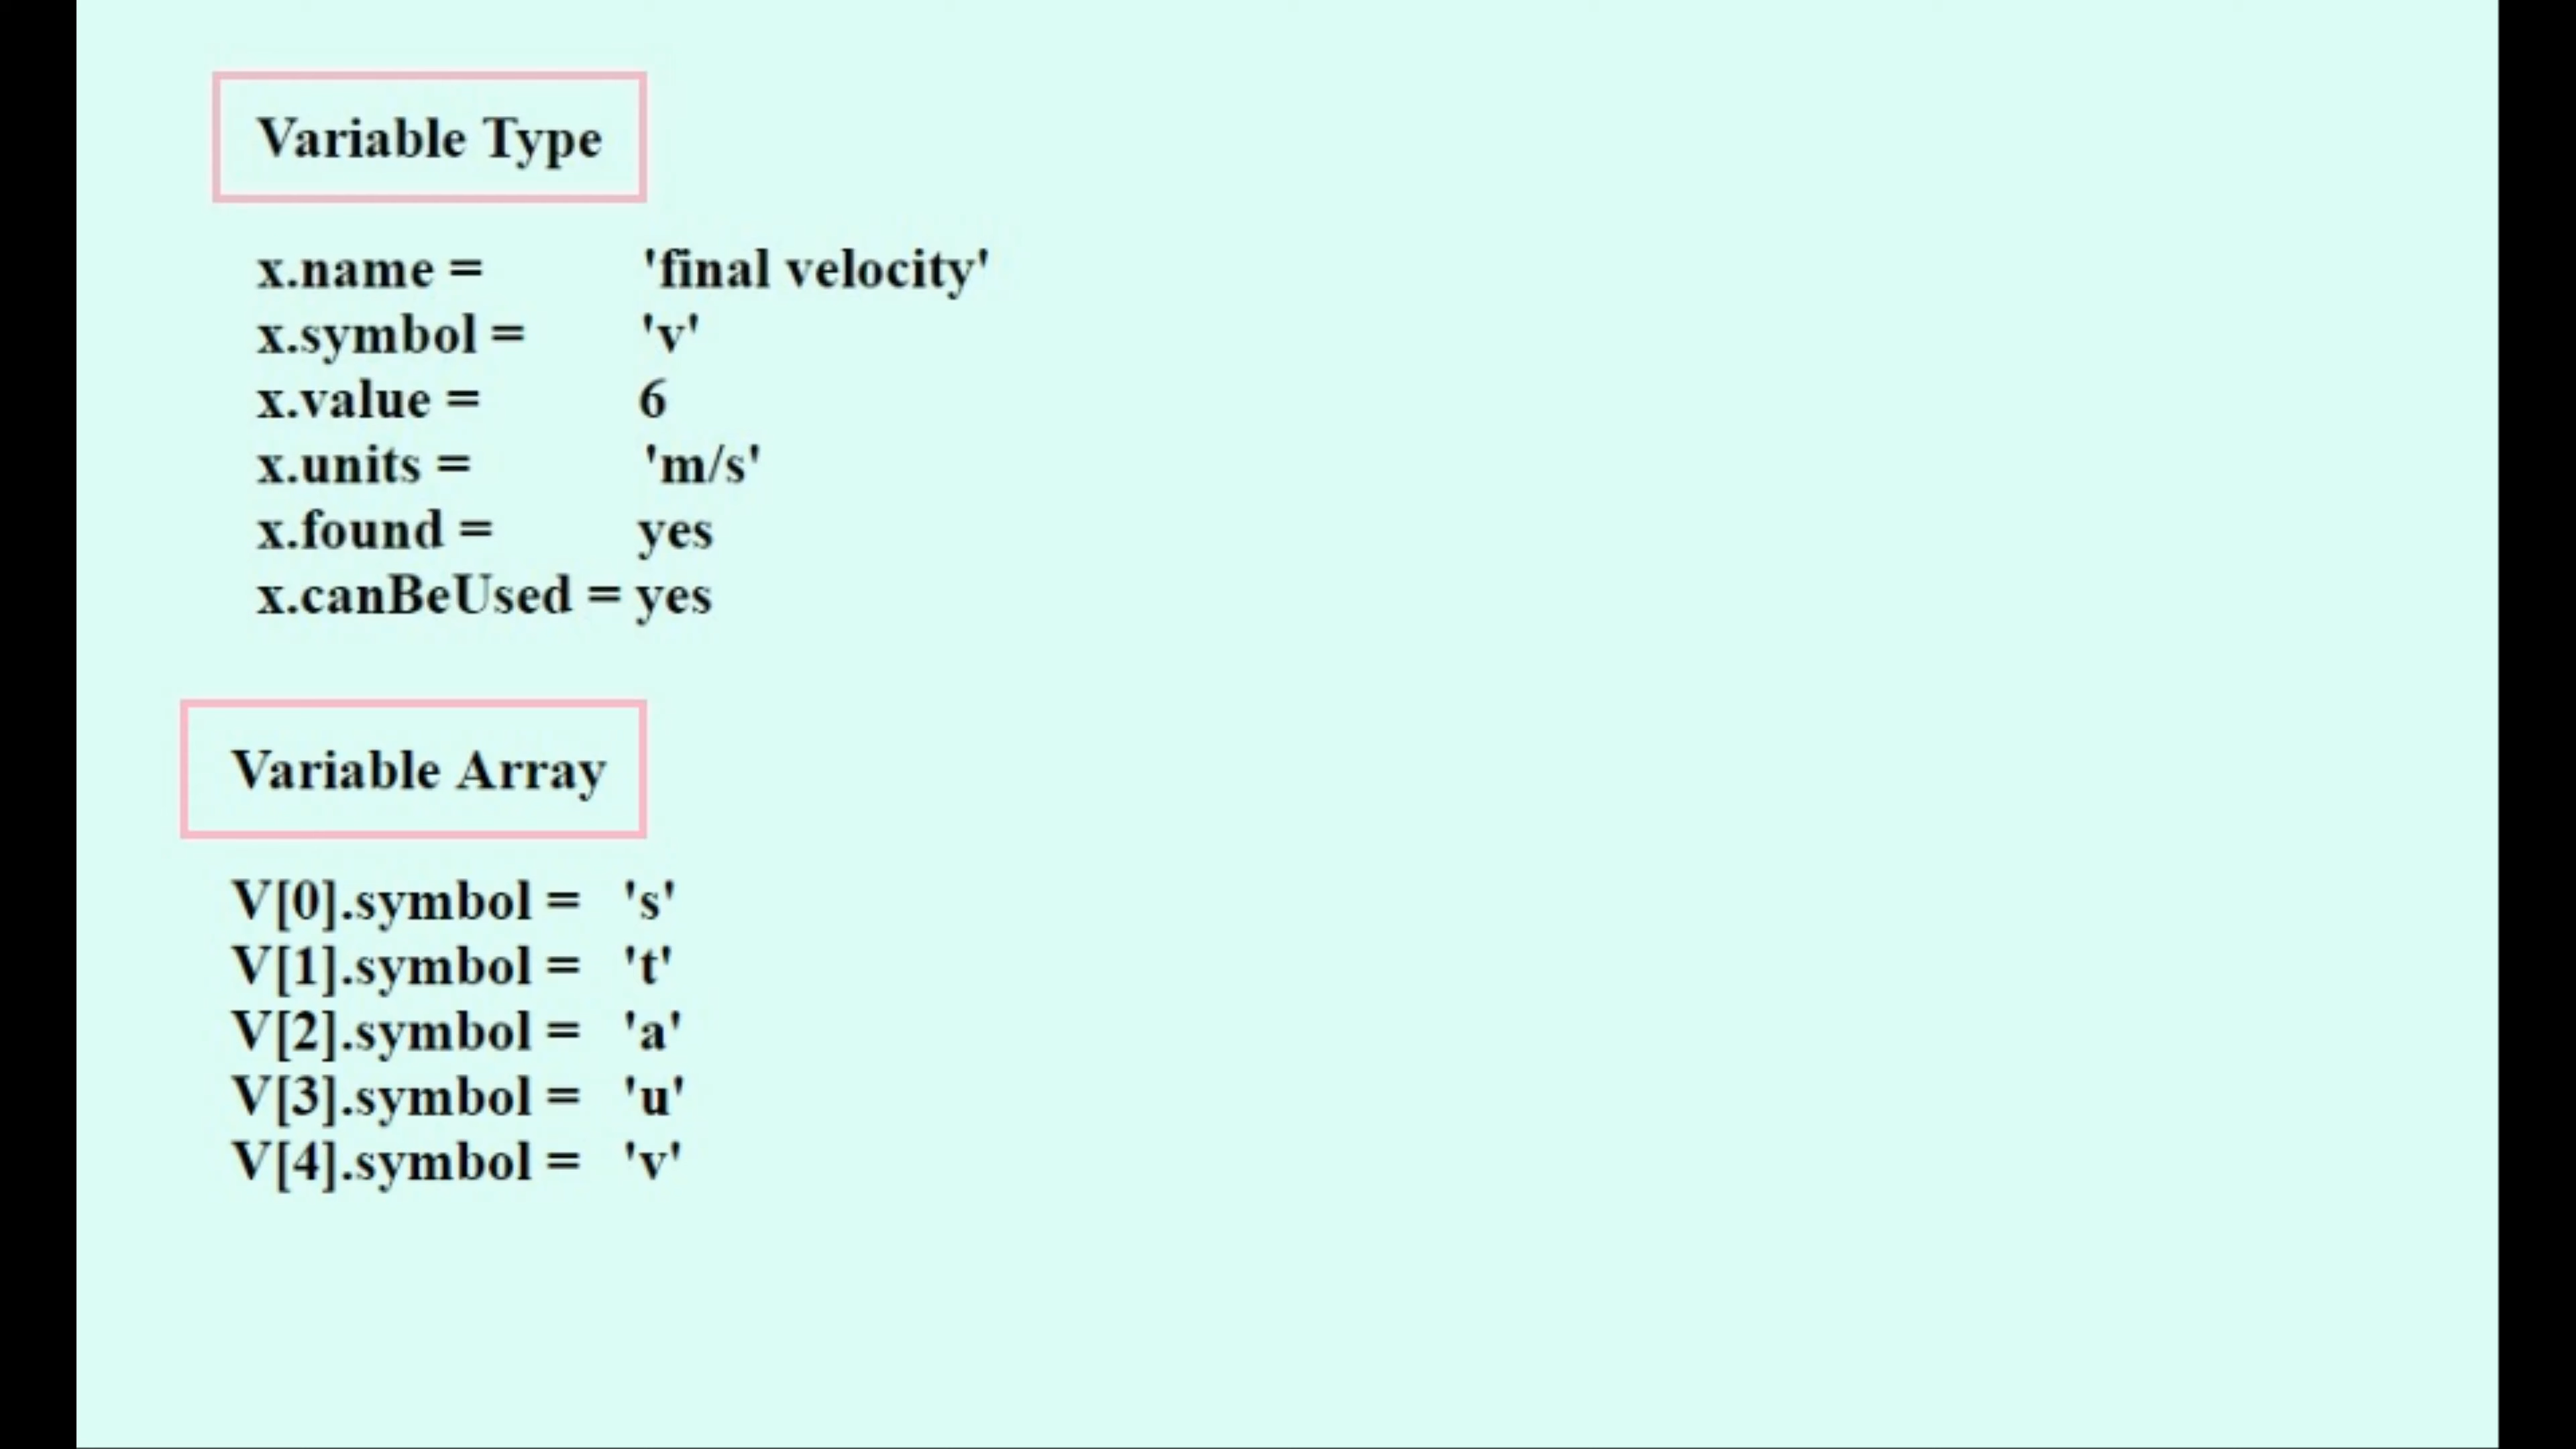 Variable Type
x.name = 'final velocity'
x.symbol = 'v'
x.value = 6
x.units = 'm/s'
x.found = yes
x.canBeUsed = yes
Variable Array
V[0].symbol = 's'
V[1].symbol = 't'
V[2].symbol = 'a'
V[3].symbol = 'u'
V[4].symbol = 'v'